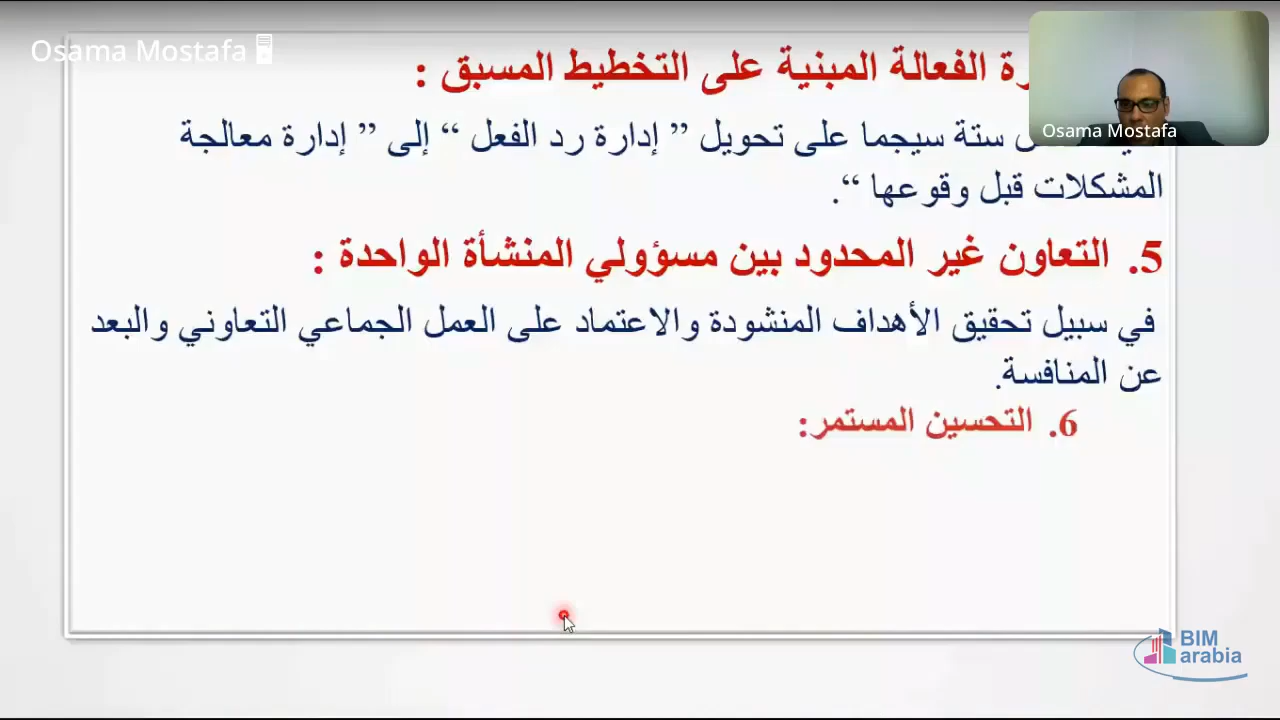 Osama Mostafa
الفعالة المبنية على التخطيط المسبق :
ستة سيجما على تحويل ” إدارة رد الفعل “ إلى ” إدارة معالجة
المشكلات قبل وقوعها “.
5. التعاون غير المحدود بين مسؤولي المنشأة الواحدة :
في سبيل تحقيق الأهداف المنشودة والاعتماد على العمل الجماعي التعاوني والبعد
عن المنافسة.
6. التحسين المستمر:
Osama Mostafa
BIM
arabia